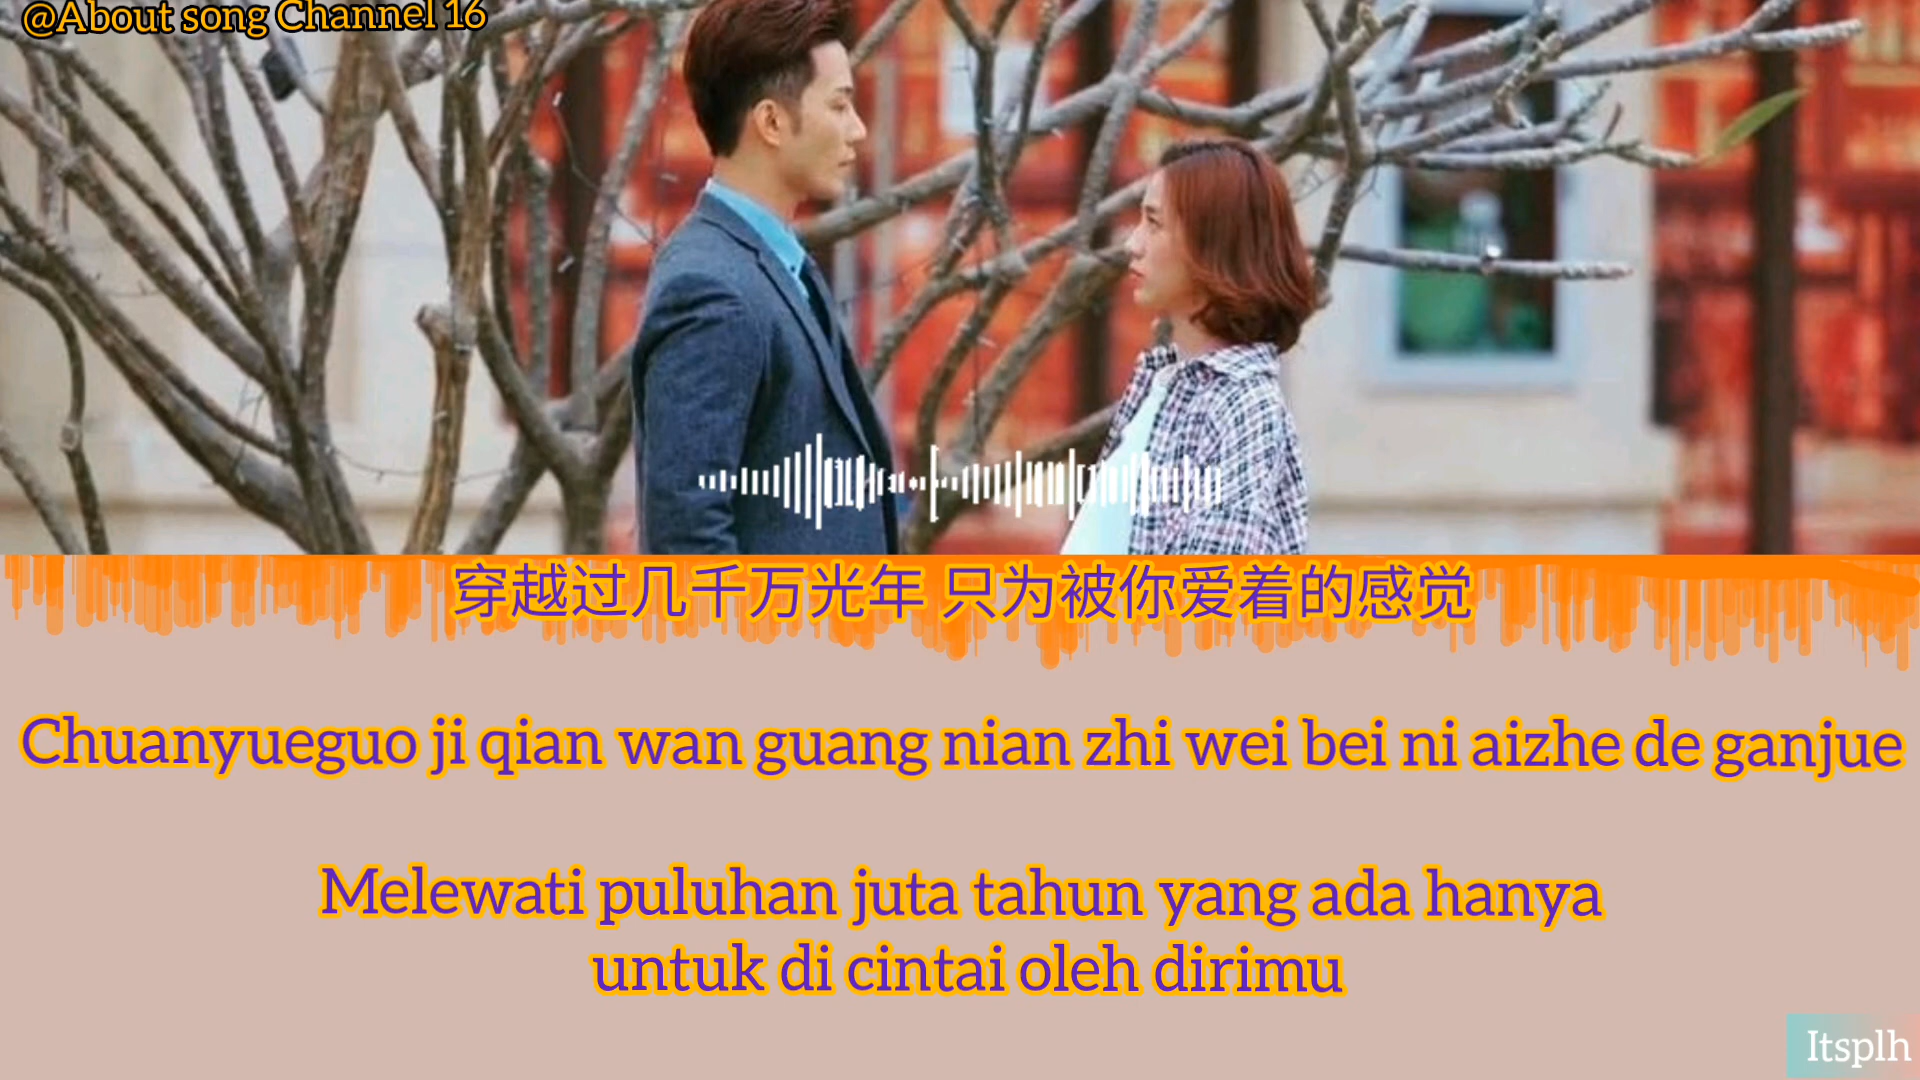 @About song Channel 16
穿越过几千万光年 只为被你爱着的感觉
Chuanyueguo ji qian wan guang nian zhi wei bei ni aizhe de ganjue
Melewati puluhan juta tahun yang ada hanya
untuk di cintai oleh dirimu
Itsplh